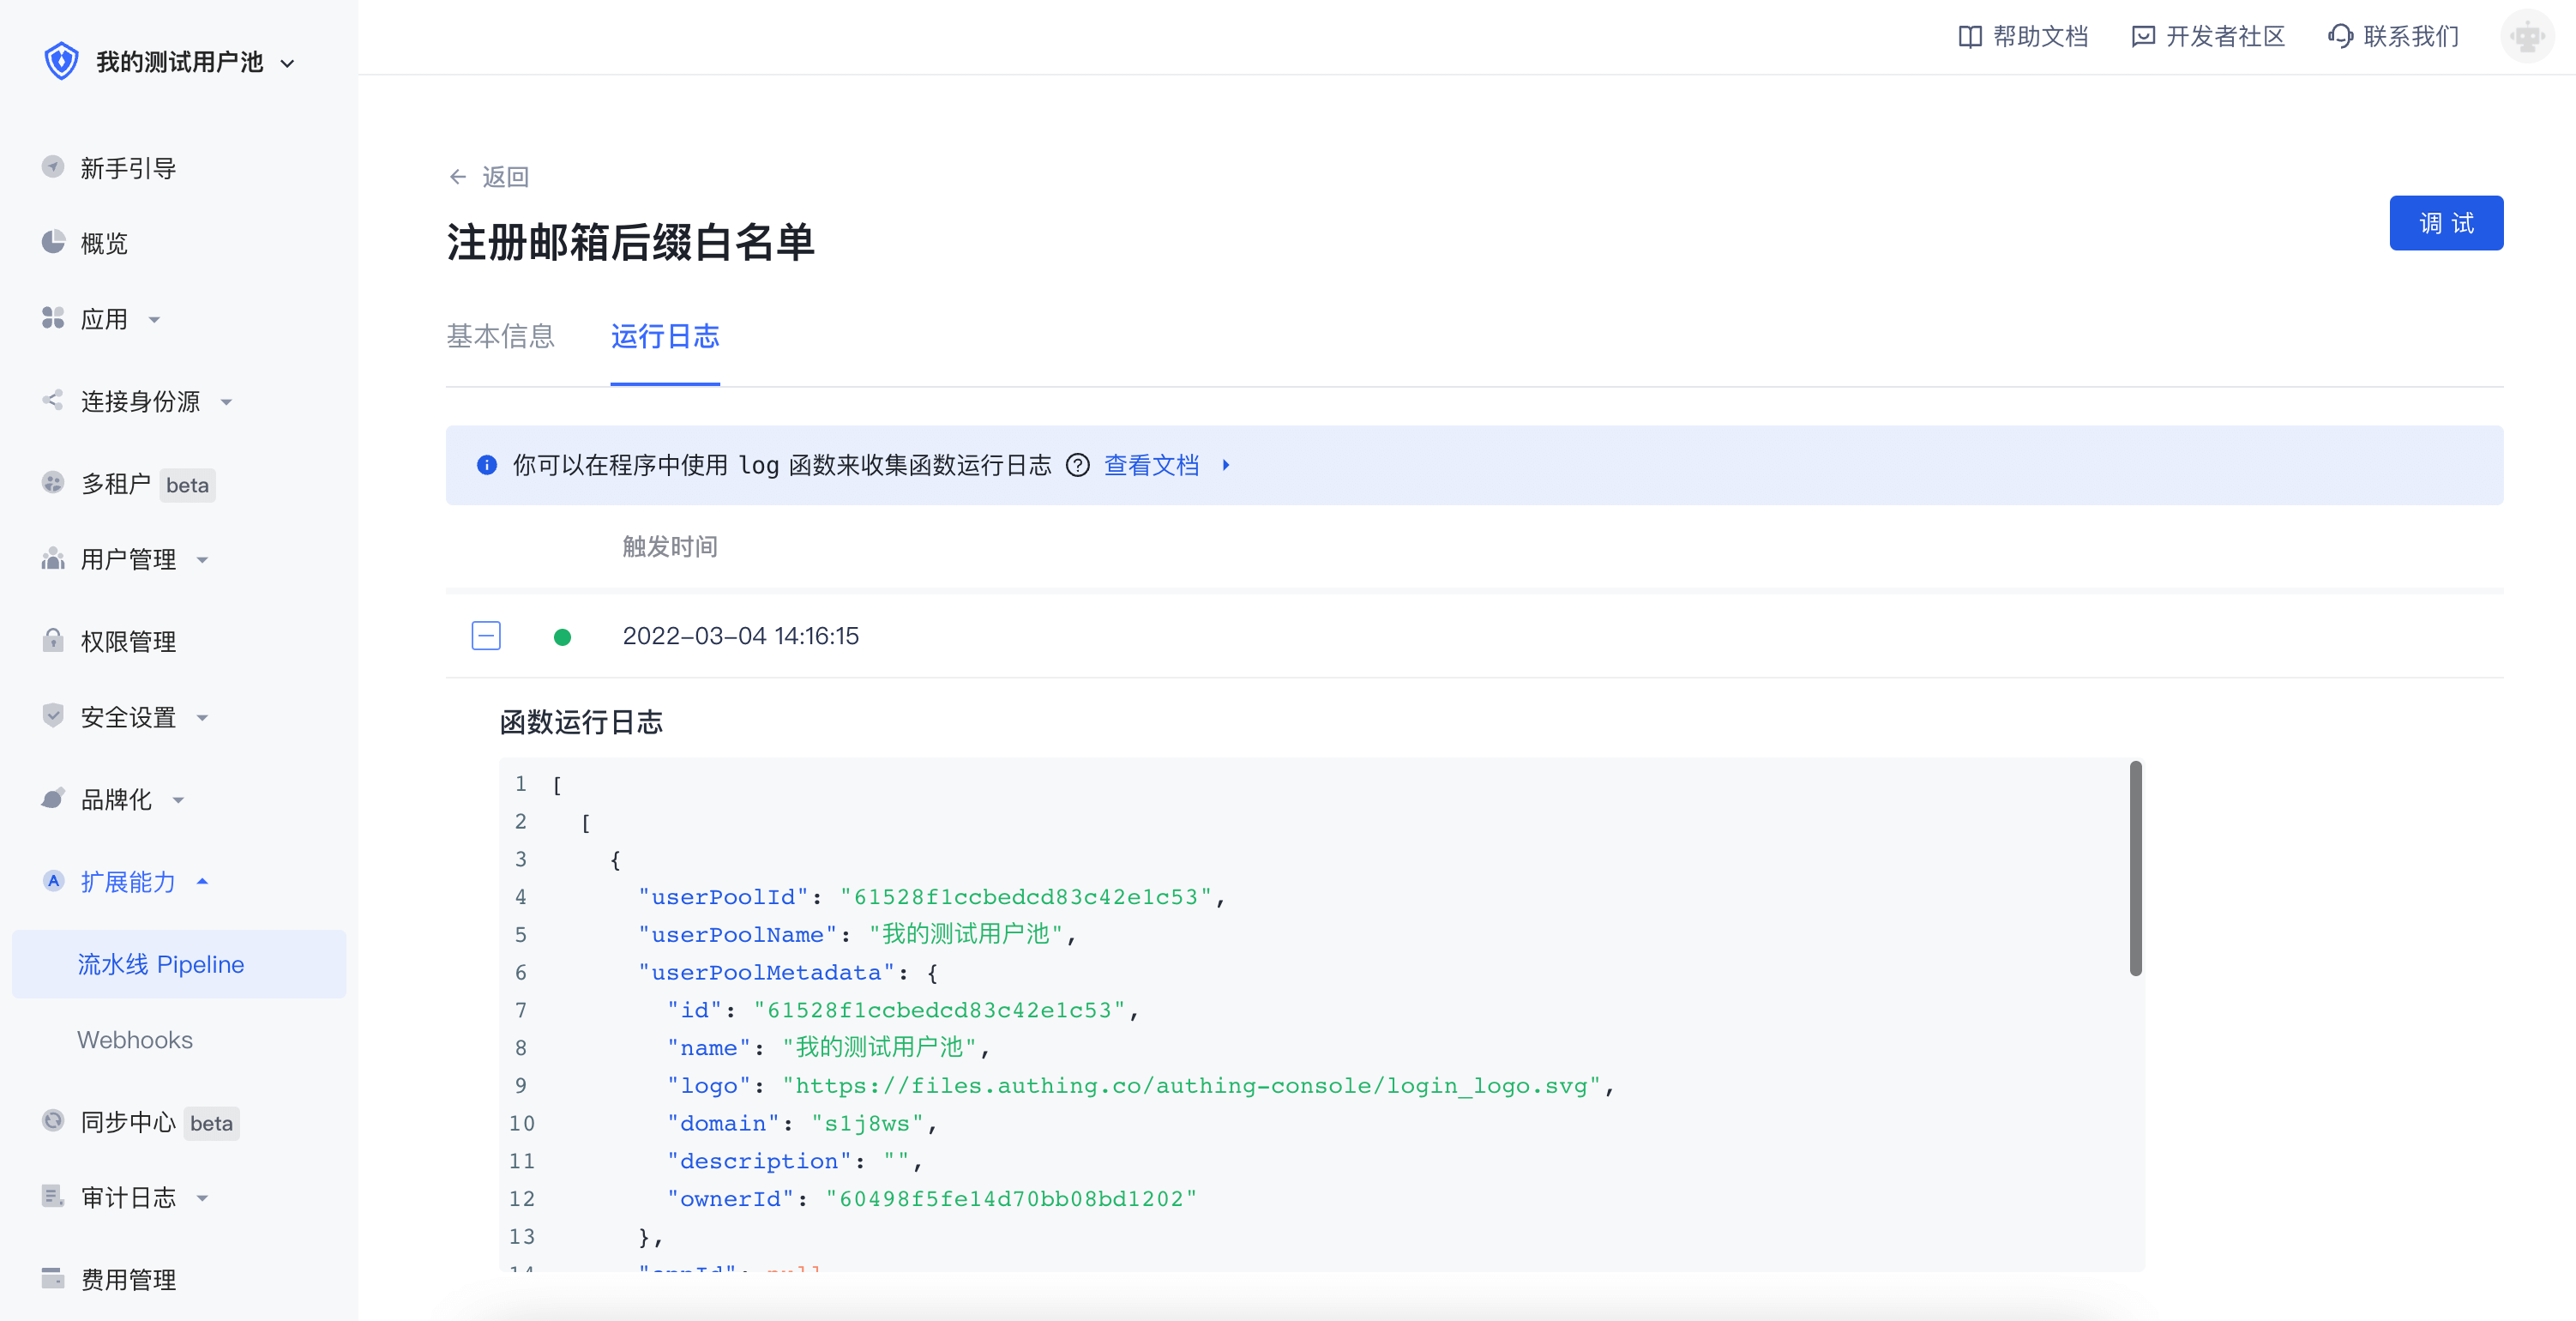 我的测试用户池
帮助文档 开发者社区 联系我们
新手引导
概览
应用
连接身份源
多租户 beta
用户管理
权限管理
安全设置
品牌化
扩展能力
流水线 Pipeline
Webhooks
同步中心 beta
审计日志
费用管理
返回
注册邮箱后缀白名单
调 试
基本信息 运行日志
你可以在程序中使用 log 函数来收集函数运行日志 查看文档
触发时间
2022-03-04 14:16:15
函数运行日志
1 [
2 [
3 {
4 "userPoolId": "61528f1ccbedcd83c42e1c53",
5 "userPoolName": "我的测试用户池",
6 "userPoolMetadata": {
7 "id": "61528f1ccbedcd83c42e1c53",
8 "name": "我的测试用户池",
9 "logo": "https://files.authing.co/authing-console/login_logo.svg",
10 "domain": "s1j8ws",
11 "description": "",
12 "ownerId": "60498f5fe14d70bb08bd1202"
13 },
14 "appId": null